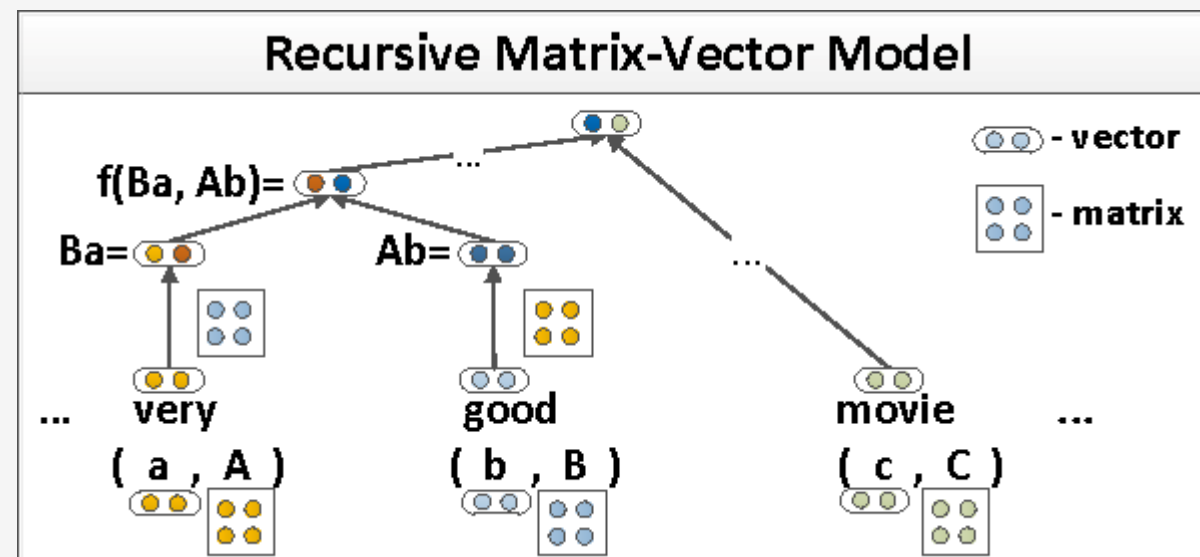 Recursive Matrix-Vector Model
- vector
...
f(Ba, Ab)=
- matrix
Ba=
Ab=
...
... very good movie ...
( a , A ) ( b , B ) ( c , C )